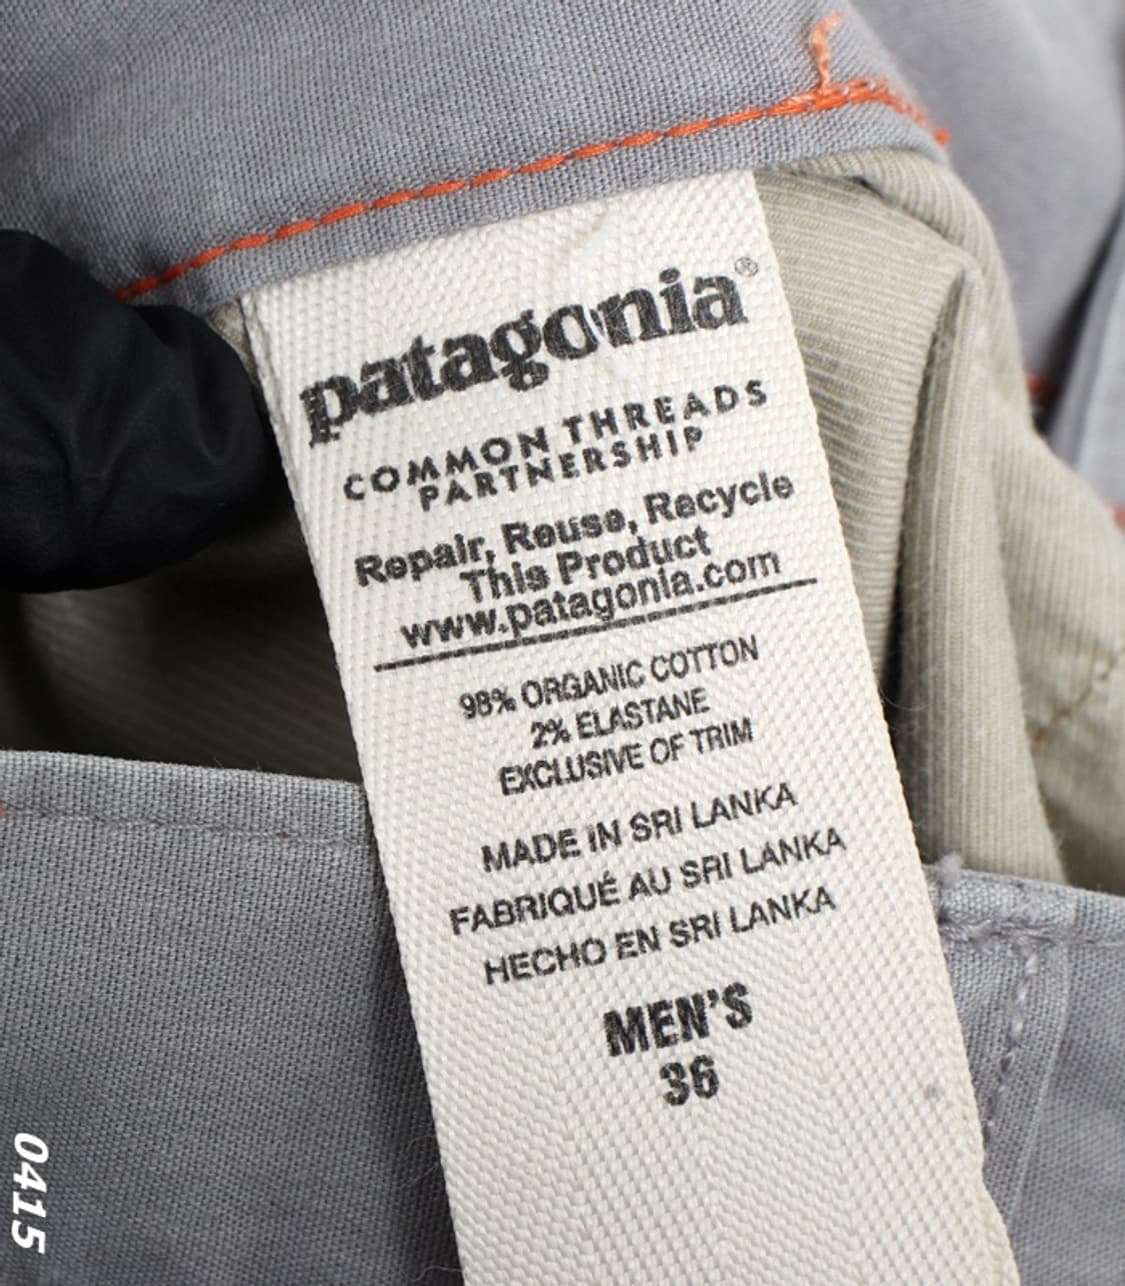 patagonia®
COMMON THREADS
PARTNERSHIP
Repair, Reuse, Recycle
This Product
www.patagonia.com
98% ORGANIC COTTON
2% ELASTANE
EXCLUSIVE OF TRIM
MADE IN SRI LANKA
FABRIQUÉ AU SRI LANKA
HECHO EN SRI LANKA
MEN'S
36
0415